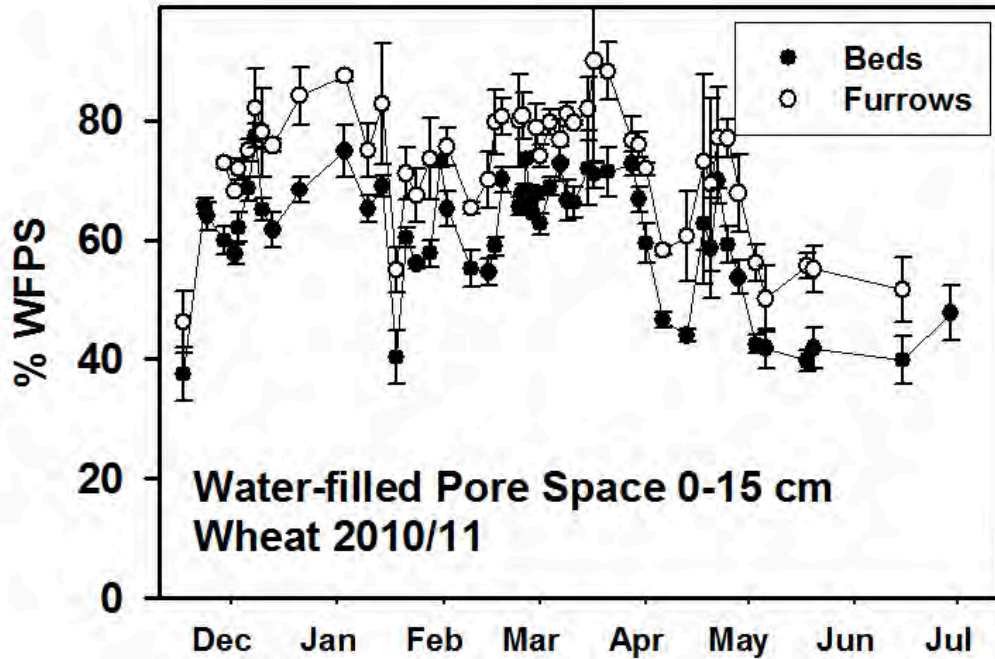 Beds
Furrows
% WFPS
80
60
40
20
0
Water-filled Pore Space 0-15 cm
Wheat 2010/11
Dec Jan Feb Mar Apr May Jun Jul